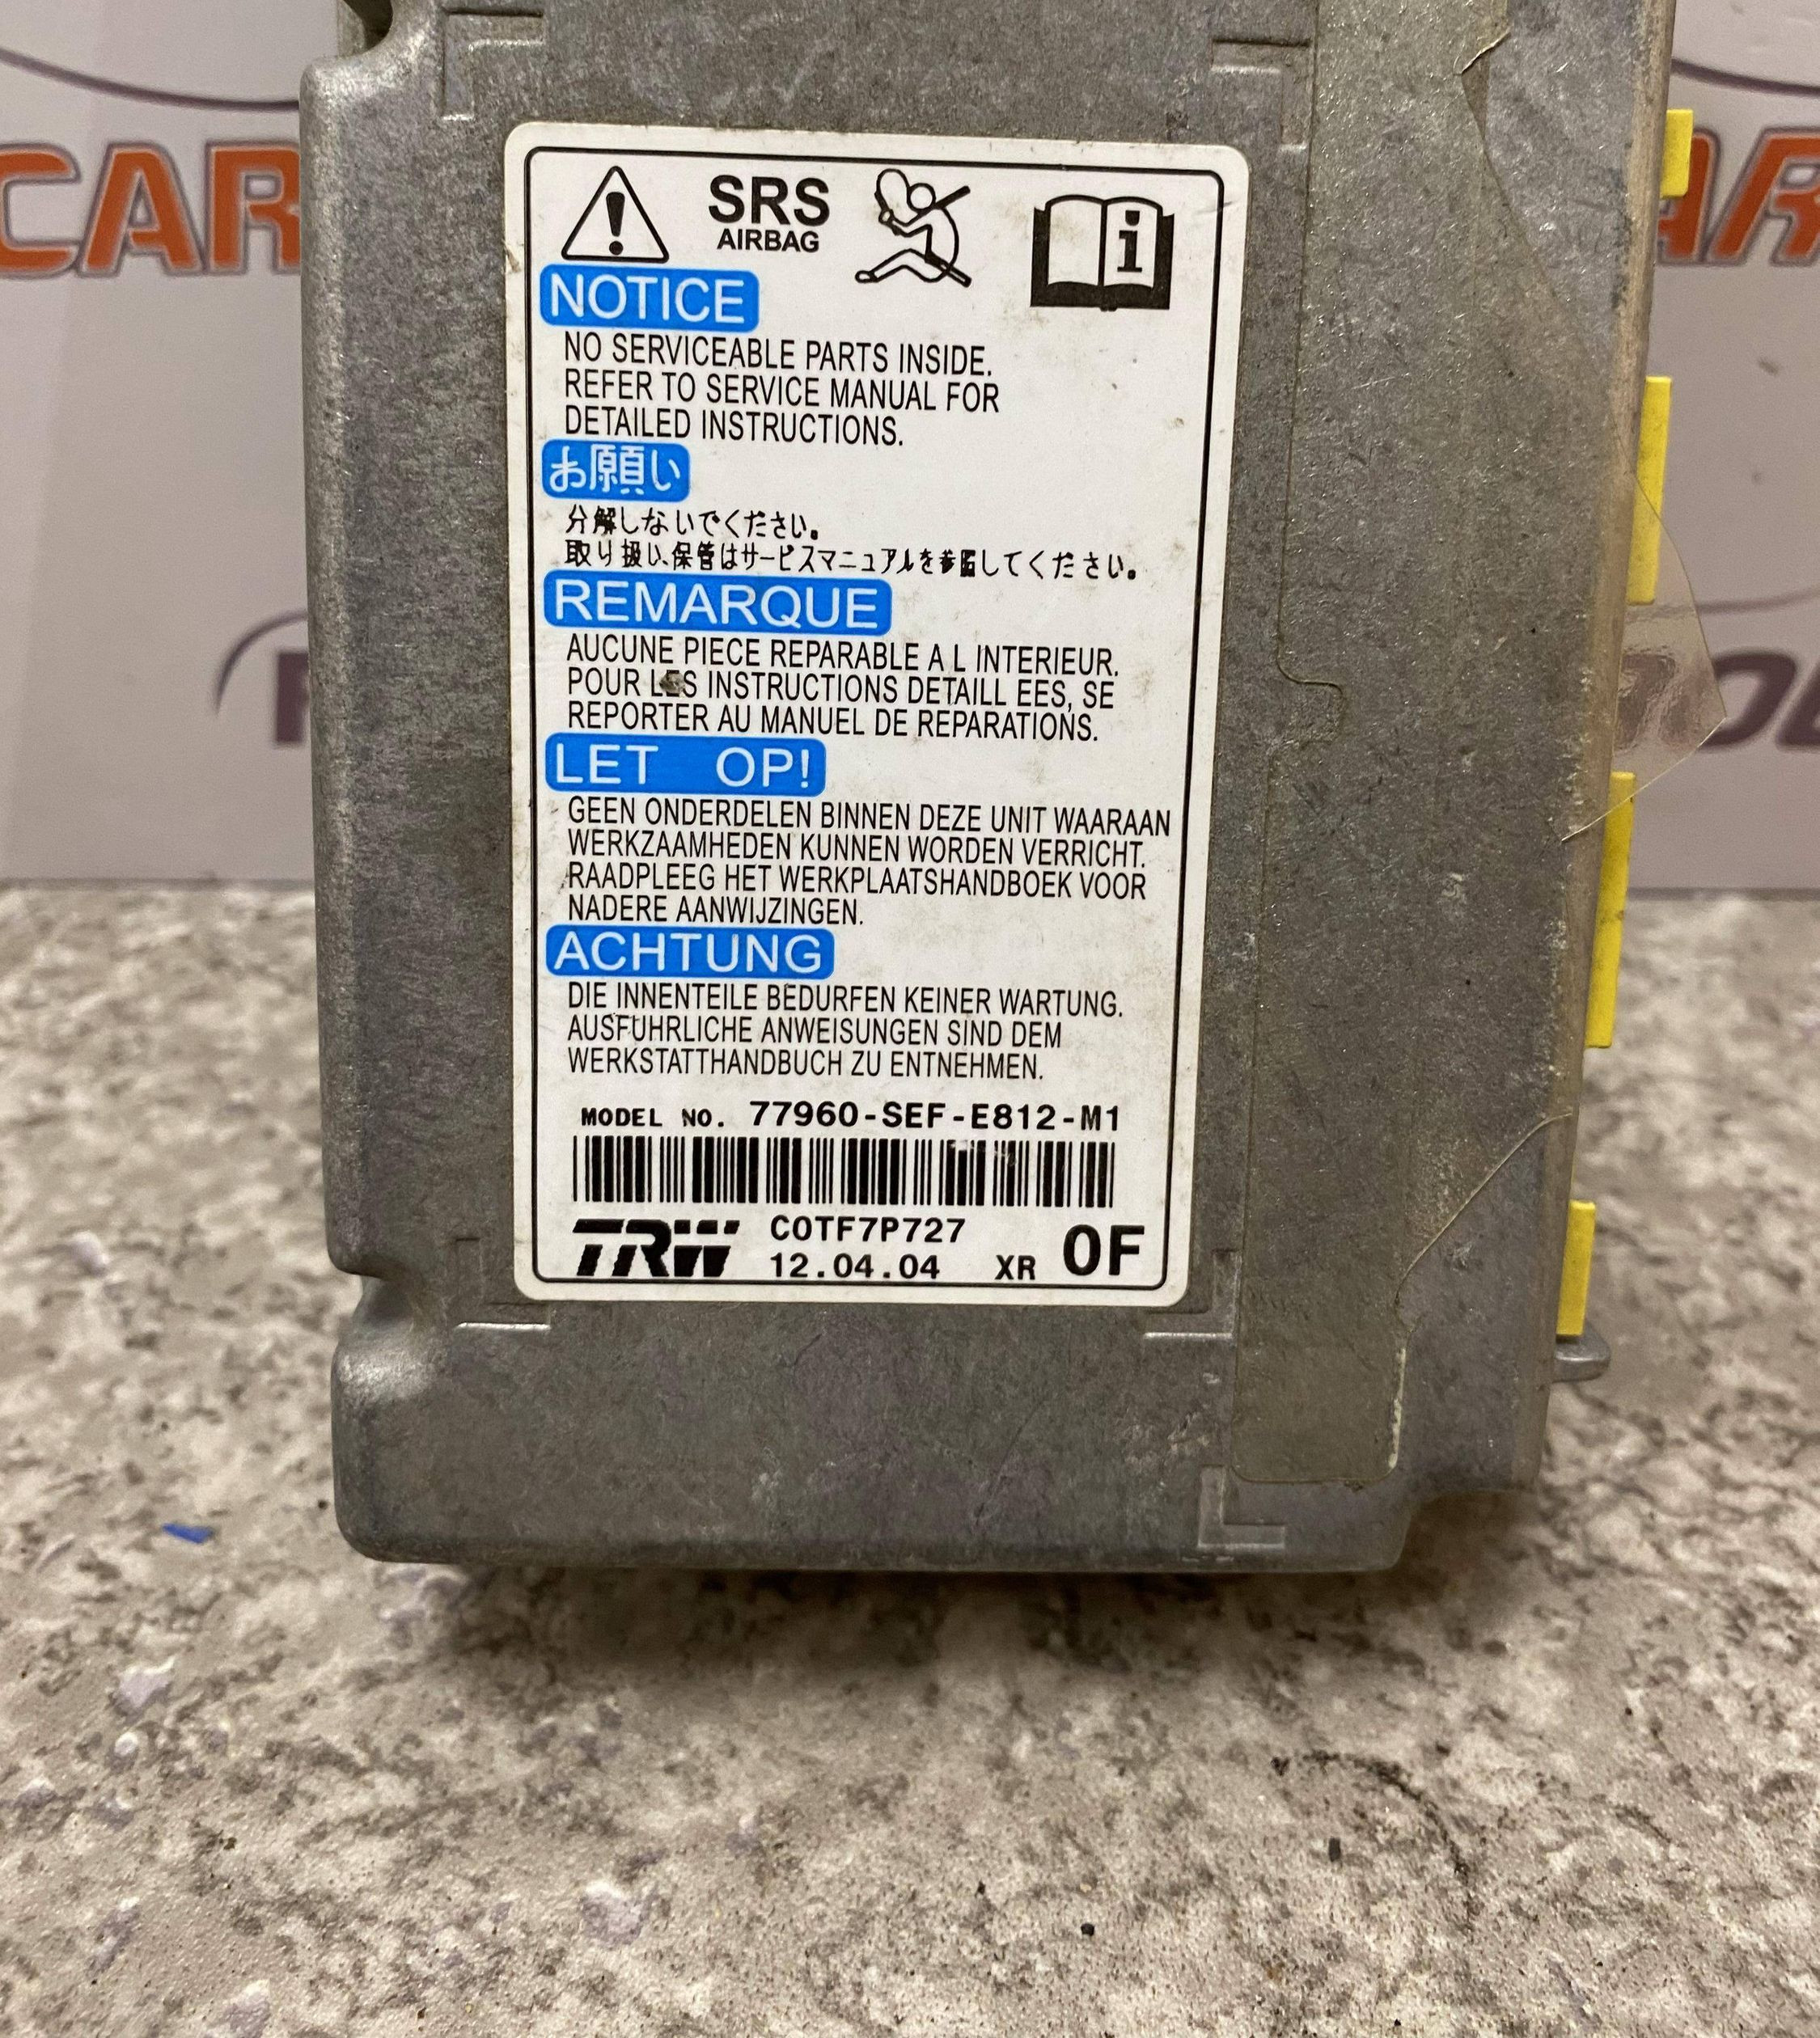 CAR
AR
SRS
AIRBAG
i
NOTICE
NO SERVICEABLE PARTS INSIDE.
REFER TO SERVICE MANUAL FOR
DETAILED INSTRUCTIONS.
お願い
分解しないでください。
取り扱い、保管はサービスマニュアルを参照してください。
REMARQUE
AUCUNE PIECE REPARABLE A L INTERIEUR.
POUR LES INSTRUCTIONS DETAILL EES, SE
REPORTER AU MANUEL DE REPARATIONS.
LET OP!
GEEN ONDERDELEN BINNEN DEZE UNIT WAARAAN
WERKZAAMHEDEN KUNNEN WORDEN VERRICHT.
RAADPLEEG HET WERKPLAATSHANDBOEK VOOR
NADERE AANWIJZINGEN.
ACHTUNG
DIE INNENTEILE BEDURFEN KEINER WARTUNG.
AUSFUHRLICHE ANWEISUNGEN SIND DEM
WERKSTATTHANDBUCH ZU ENTNEHMEN.
MODEL NO. 77960-SEF-E812-M1
TRW C0TF7P727
12.04.04 XR 0F